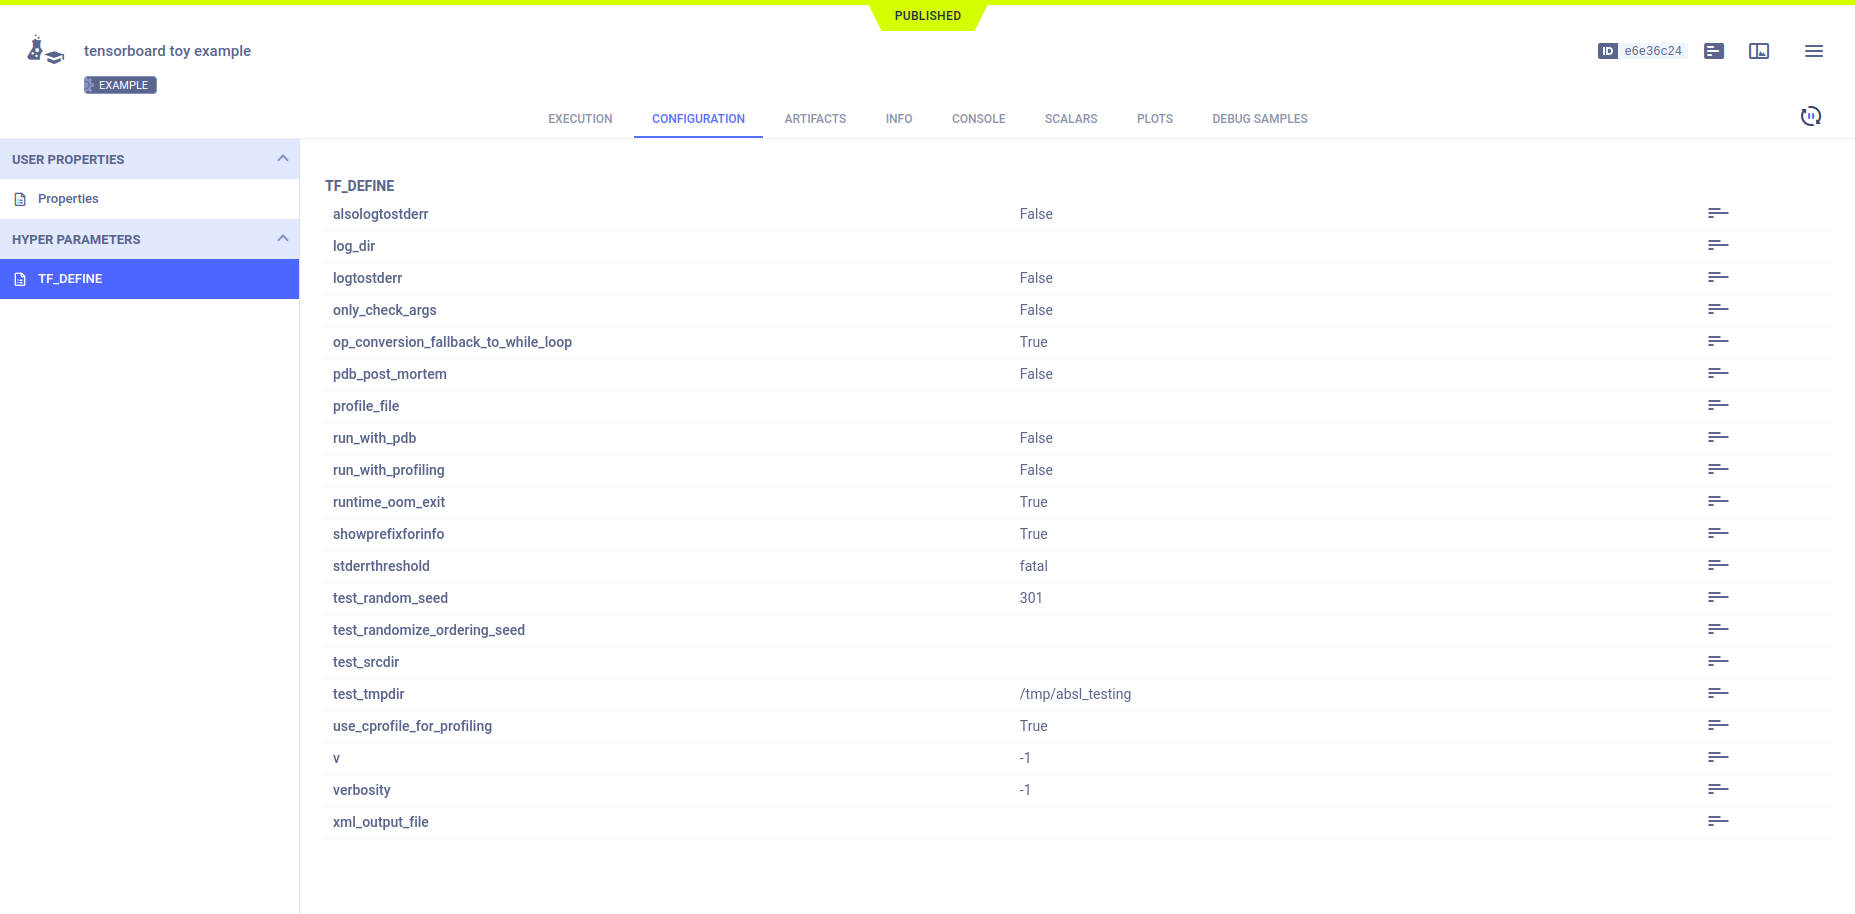 PUBLISHED
tensorboard toy example
ID e6e36c24
EXAMPLE
EXECUTION CONFIGURATION ARTIFACTS INFO CONSOLE SCALARS PLOTS DEBUG SAMPLES
USER PROPERTIES
Properties
HYPER PARAMETERS
TF_DEFINE
TF_DEFINE
alsologtostderr False
log_dir
logtostderr False
only_check_args False
op_conversion_fallback_to_while_loop True
pdb_post_mortem False
profile_file
run_with_pdb False
run_with_profiling False
runtime_oom_exit True
showprefixforinfo True
stderrthreshold fatal
test_random_seed 301
test_randomize_ordering_seed
test_srcdir
test_tmpdir /tmp/absl_testing
use_cprofile_for_profiling True
v -1
verbosity -1
xml_output_file